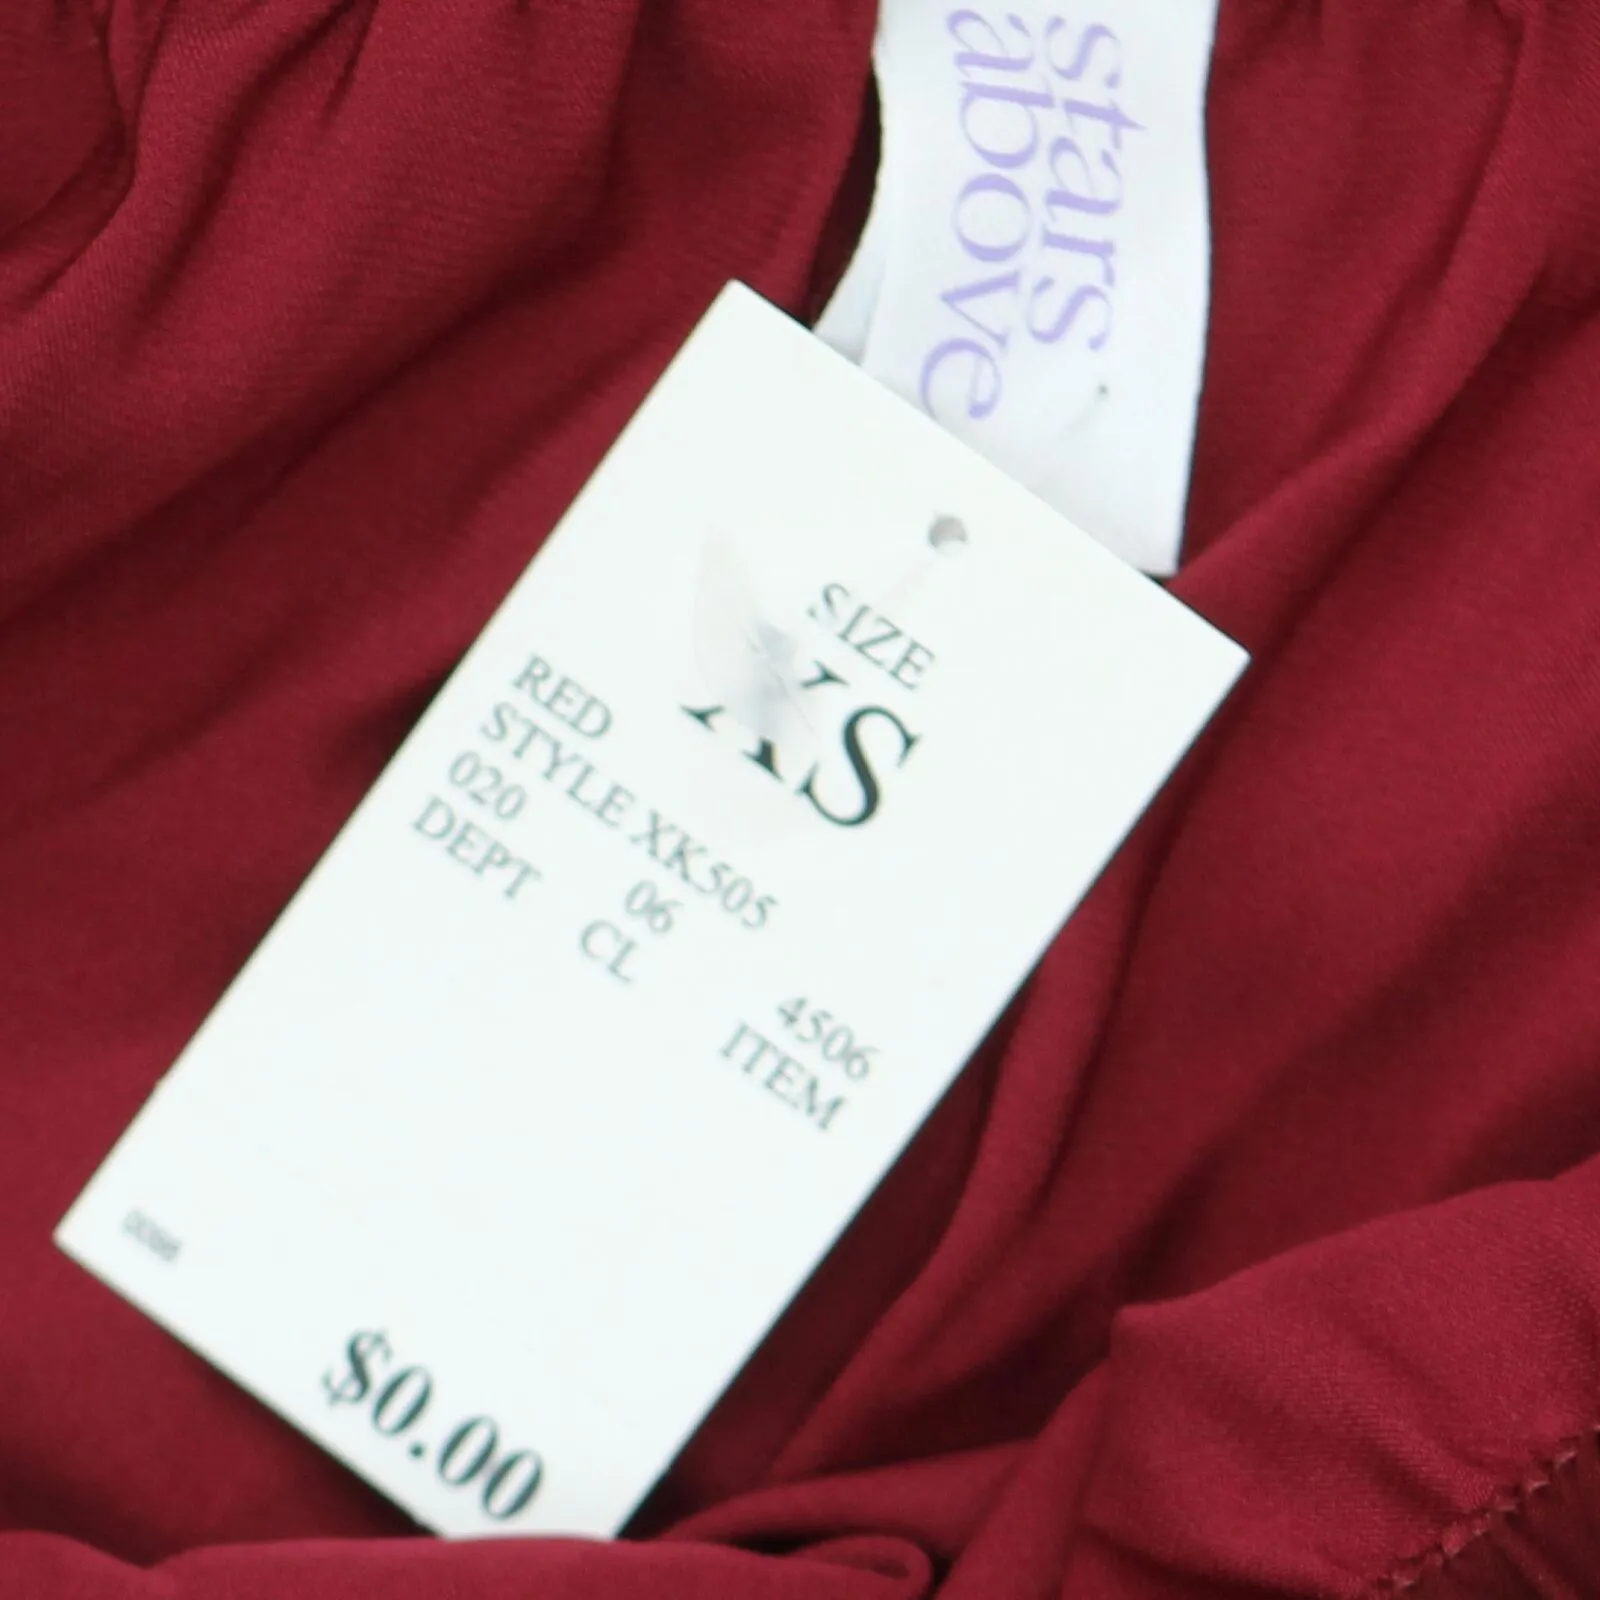 stars
above
SIZE
XS
RED
STYLE XK505
020 06 4506
DEPT CL ITEM
$0.00